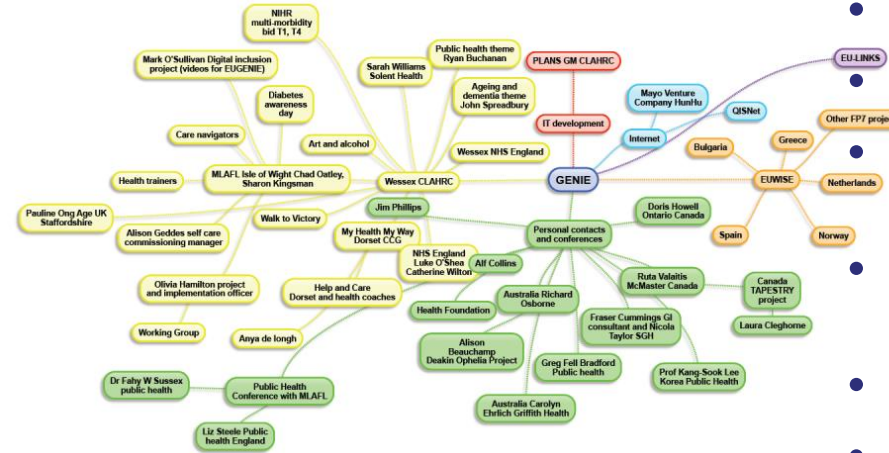 NIHR
multi-morbidity
bid T1, T4
Mark O'Sullivan Digital inclusion
project (videos for EUGENIE)
Sarah Williams
Solent Health
Public health theme
Ryan Buchanan
Diabetes
awareness
day
Ageing and
dementia theme
John Spreadbury
Care navigators
Art and alcohol
Wessex NHS England
Health trainers
MLAFL Isle of Wight Chad Oatley,
Sharon Kingsman
Wessex CLAHRC
Pauline Ong Age UK
Staffordshire
Alison Geddes self care
commissioning manager
Walk to Victory
My Health My Way
Dorset CCG
NHS England
Luke O'Shea
Catherine Wilton
Olivia Hamilton project
and implementation officer
Help and Care
Dorset and health coaches
Working Group
Anya de Iongh
PLANS GM CLAHRC
IT development
Mayo Venture
Company HunHu
Internet
QISNet
EU-LINKS
GENIE
Other FP7 projec
Bulgaria
Greece
EUWISE
Netherlands
Spain
Norway
Jim Phillips
Personal contacts
and conferences
Doris Howell
Ontario Canada
Alf Collins
Health Foundation
Australia Richard
Osborne
Ruta Valaitis
McMaster Canada
Canada
TAPESTRY
project
Laura Cleghorne
Fraser Cummings GI
consultant and Nicola
Taylor SGH
Alison
Beauchamp
Deakin Ophelia Project
Greg Fell Bradford
Public health
Prof Kang-Sook Lee
Korea Public Health
Australia Carolyn
Ehrlich Griffith Health
Dr Fahy W Sussex
public health
Public Health
Conference with MLAFL
Liz Steele Public
health England